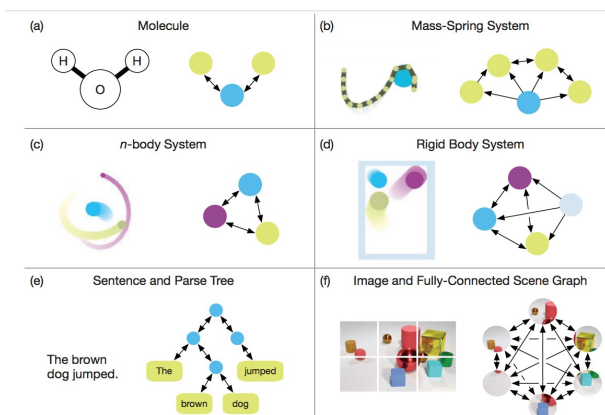 (a)
Molecule
H
H
O
(b)
Mass-Spring System
(c)
n-body System
(d)
Rigid Body System
(e)
Sentence and Parse Tree
The brown
dog jumped.
The
jumped
brown
dog
(f)
Image and Fully-Connected Scene Graph